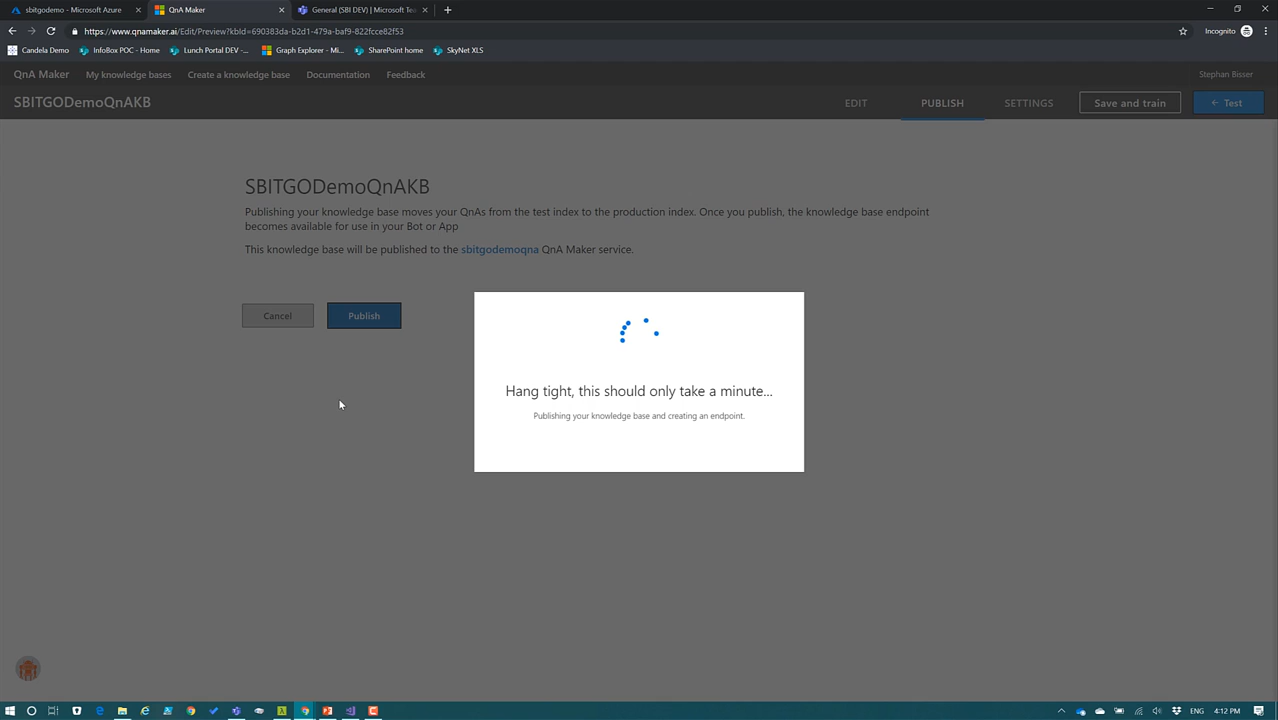 sbitgodemo - Microsoft Azure
QnA Maker
General (SBI DEV) | Microsoft Tea
https://www.qnamaker.ai/Edit/Preview?kbId=690383da-b2d1-479a-baf9-822fcce82f53
Incognito
Candela Demo
InfoBox POC - Home
Lunch Portal DEV -...
Graph Explorer - Mi...
SharePoint home
SkyNet XLS
QnA Maker
My knowledge bases
Create a knowledge base
Documentation
Feedback
Stephan Bisser
SBITGODemoQnAKB
EDIT
PUBLISH
SETTINGS
Save and train
← Test
SBITGODemoQnAKB
Publishing your knowledge base moves your QnAs from the test index to the production index. Once you publish, the knowledge base endpoint
becomes available for use in your Bot or App
This knowledge base will be published to the sbitgodemoqna QnA Maker service.
Cancel
Publish
Hang tight, this should only take a minute...
Publishing your knowledge base and creating an endpoint.
ENG
4:12 PM